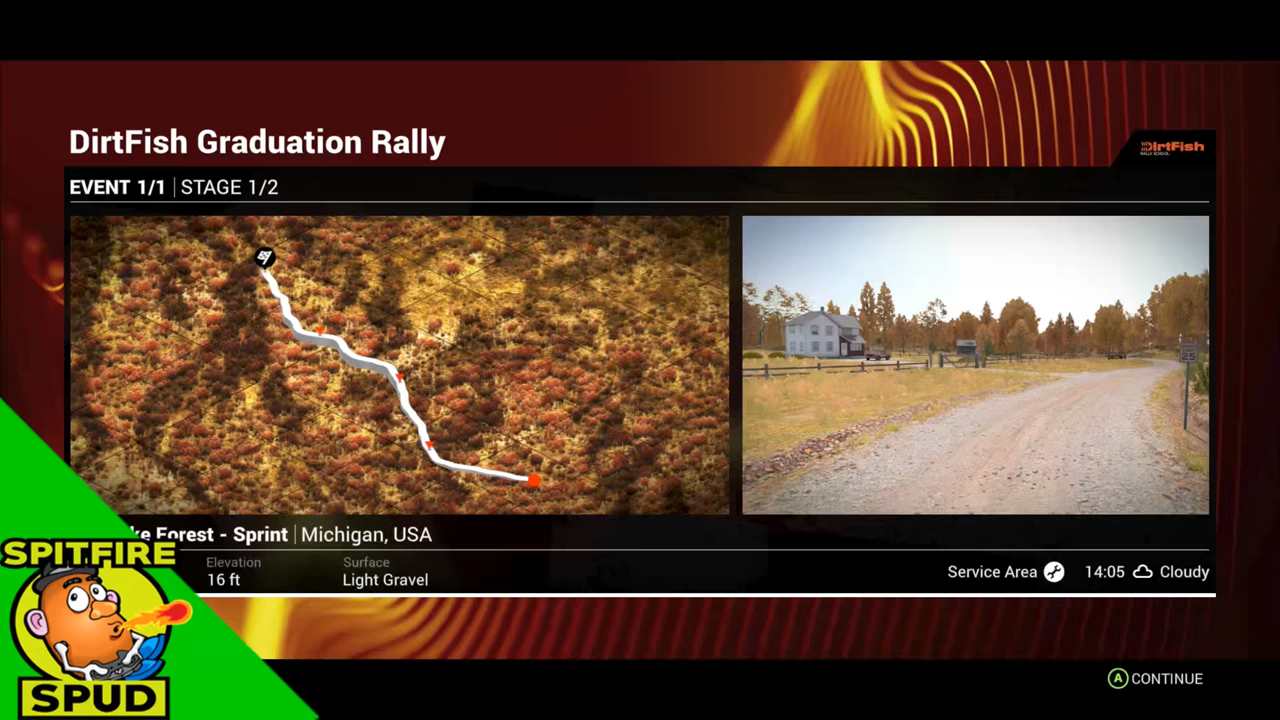 DirtFish Graduation Rally
DirtFish
EVENT 1/1 | STAGE 1/2
25
ke Forest - Sprint | Michigan, USA
Elevation
Surface
16 ft
Light Gravel
Service Area
14:05
Cloudy
SPITFIRE
SPUD
A CONTINUE